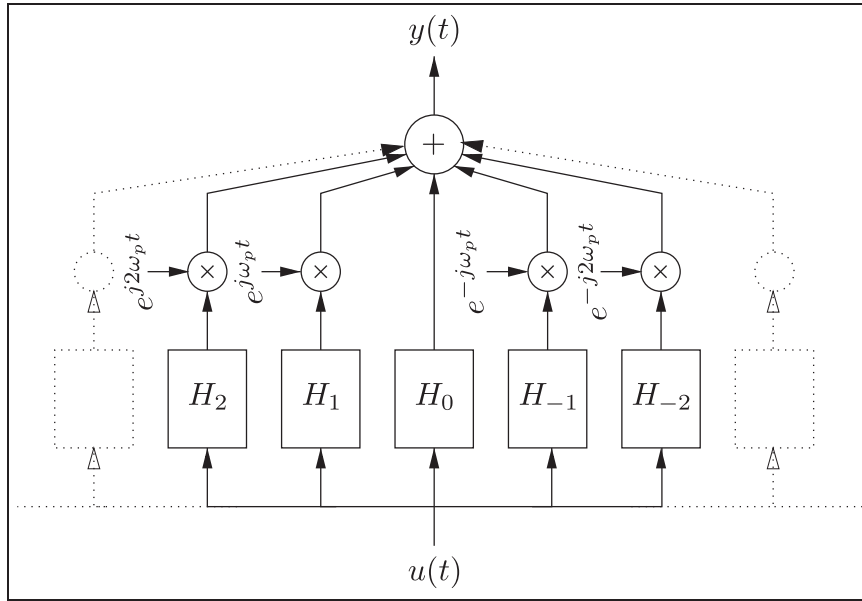 y(t)
+
e^{j2ω_p t} × e^{jω_p t} × e^{-jω_p t} × e^{-j2ω_p t} ×
H_2 H_1 H_0 H_{-1} H_{-2}
u(t)